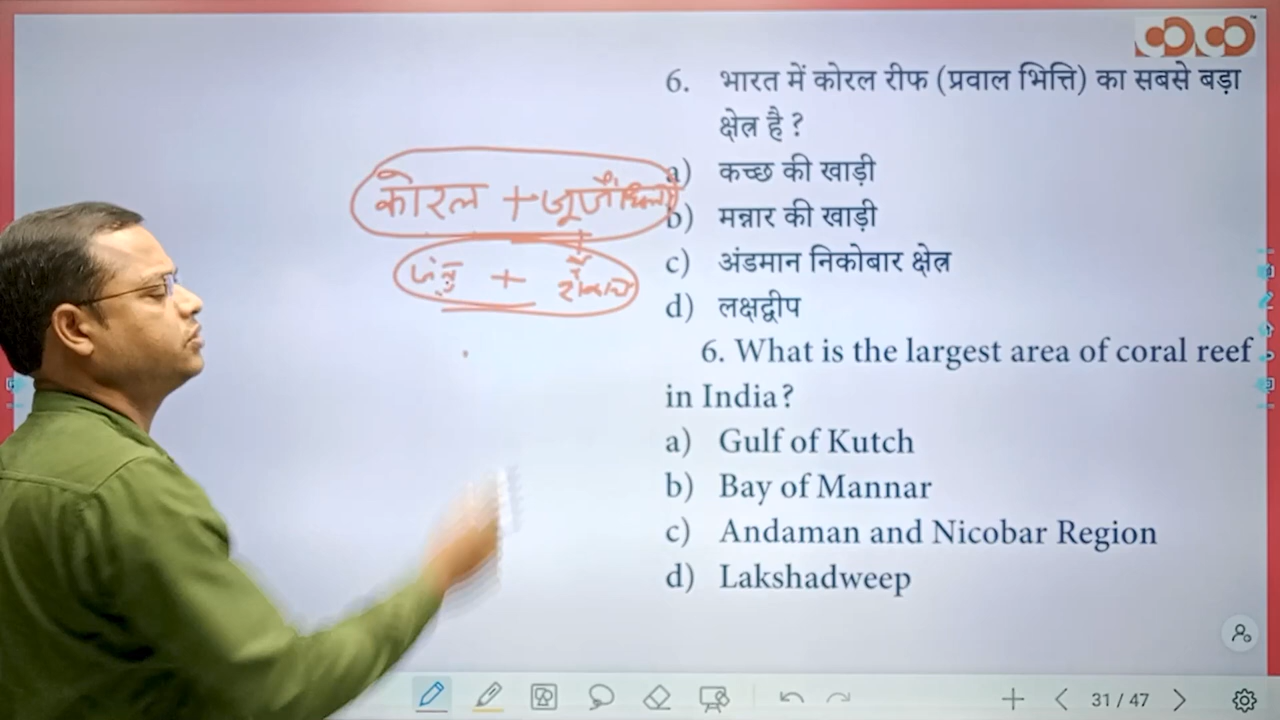 6. भारत में कोरल रीफ (प्रवाल भित्ति) का सबसे बड़ा
क्षेत्र है ?
a) कच्छ की खाड़ी
b) मन्नार की खाड़ी
c) अंडमान निकोबार क्षेत्र
d) लक्षद्वीप
6. What is the largest area of coral reef
in India?
a) Gulf of Kutch
b) Bay of Mannar
c) Andaman and Nicobar Region
d) Lakshadweep
कोरल +
जंतु + शैवाल
31 / 47